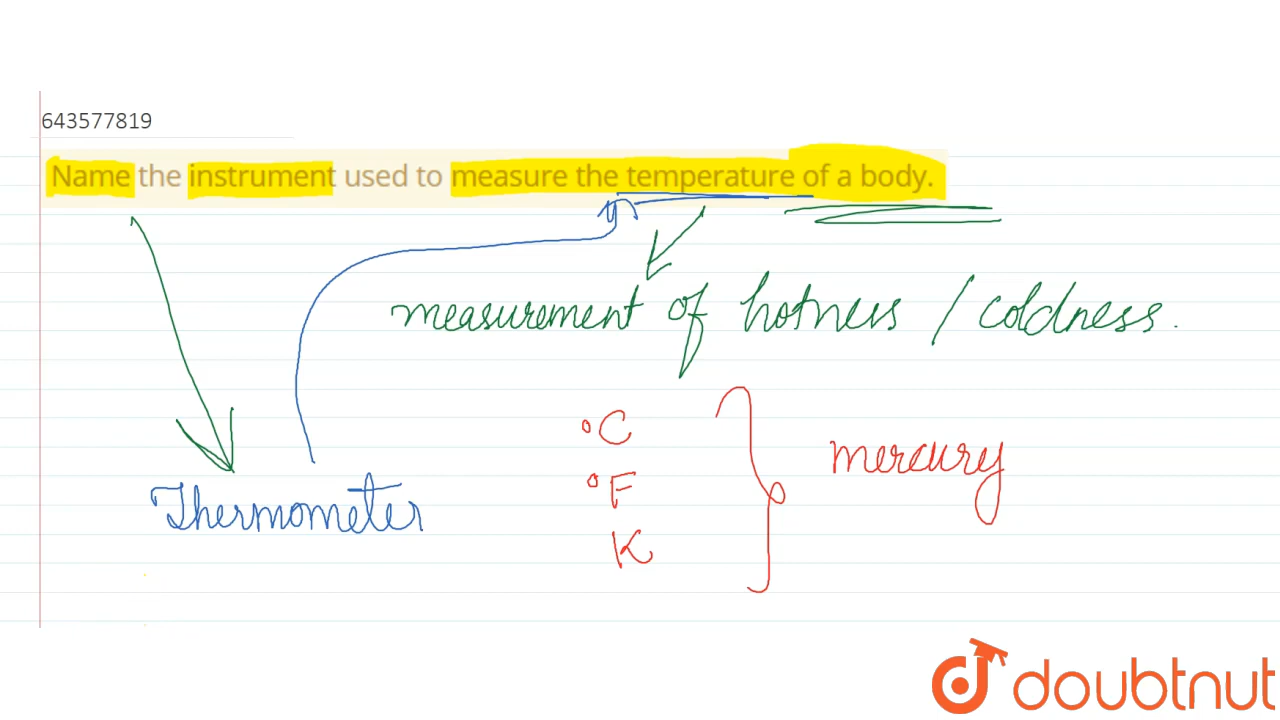 643577819
Name the instrument used to measure the temperature of a body.
measurement of hotness / coldness.
°C
°F
K
mercury
Thermometer
doubtnut